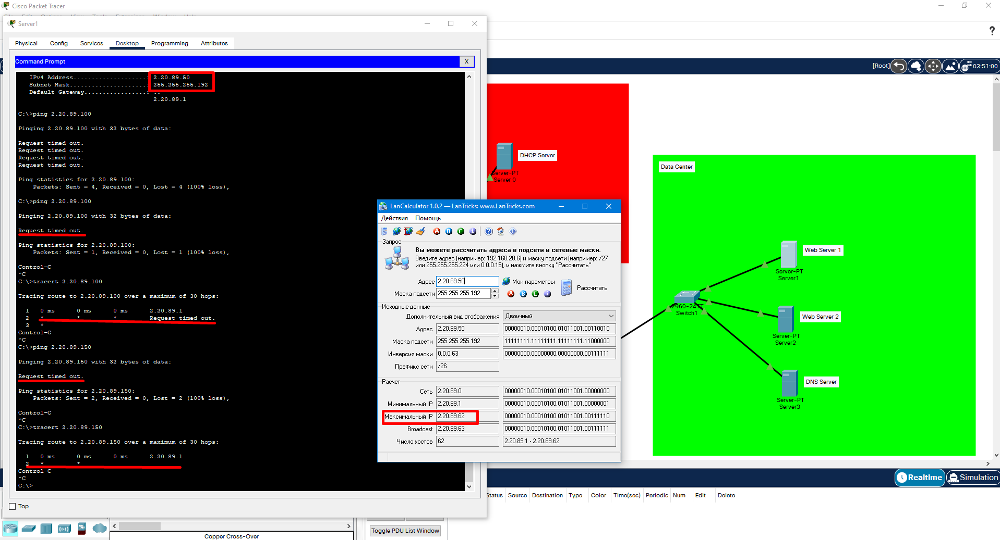 Cisco Packet Tracer
Server1
Physical Config Services Desktop Programming Attributes
Command Prompt X
IPv4 Address....................: 2.20.89.50
Subnet Mask.....................: 255.255.255.192
Default Gateway.................: ::
2.20.89.1
C:\>ping 2.20.89.100
Pinging 2.20.89.100 with 32 bytes of data:
Request timed out.
Request timed out.
Request timed out.
Request timed out.
Ping statistics for 2.20.89.100:
Packets: Sent = 4, Received = 0, Lost = 4 (100% loss),
C:\>ping 2.20.89.100
Pinging 2.20.89.100 with 32 bytes of data:
Request timed out.
Ping statistics for 2.20.89.100:
Packets: Sent = 1, Received = 0, Lost = 1 (100% loss),
Control-C
^C
C:\>tracert 2.20.89.100
Tracing route to 2.20.89.100 over a maximum of 30 hops:
1 0 ms 0 ms 0 ms 2.20.89.1
2 * * * Request timed out.
3 *
Control-C
^C
C:\>ping 2.20.89.150
Pinging 2.20.89.150 with 32 bytes of data:
Request timed out.
Ping statistics for 2.20.89.150:
Packets: Sent = 2, Received = 0, Lost = 2 (100% loss),
Control-C
^C
C:\>tracert 2.20.89.150
Tracing route to 2.20.89.150 over a maximum of 30 hops:
1 0 ms 0 ms 0 ms 2.20.89.1
2 * *
Control-C
^C
C:\>
Top
Copper Cross-Over
Toggle PDU List Window
?
[Root] 03:51:00
DHCP Server
Server-PT
Server 0
Data Center
Web Server 1
Server-PT
Server1
2960-24TT
Switch1
Web Server 2
Server-PT
Server2
DNS Server
Server-PT
Server3
LanCalculator 1.0.2 — LanTricks: www.LanTricks.com
Действия Помощь
A B C i ? i
Запрос
Вы можете рассчитать адреса в подсети и сетевые маски.
Введите адрес (например: 192.168.28.6) и маску подсети (например: /27
или 255.255.255.224 или 0.0.0.15), и нажмите кнопку "Рассчитать"
Адрес 2.20.89.50 Мои параметры
Рассчитать
Маска подсети 255.255.255.192 A B C i
Исходные данные
Дополнительный вид отображения Двоичный
Адрес 2.20.89.50 00000010.00010100.01011001.00110010
Маска подсети 255.255.255.192 11111111.11111111.11111111.11000000
Инверсия маски 0.0.0.63 00000000.00000000.00000000.00111111
Префикс сети /26
Расчет
Сеть 2.20.89.0 00000010.00010100.01011001.00000000
Минимальный IP 2.20.89.1 00000010.00010100.01011001.00000001
Максимальный IP 2.20.89.62 00000010.00010100.01011001.00111110
Broadcast 2.20.89.63 00000010.00010100.01011001.00111111
Число хостов 62 2.20.89.1 - 2.20.89.62
Realtime Simulation
Status Source Destination Type Color Time(sec) Periodic Num Edit Delete